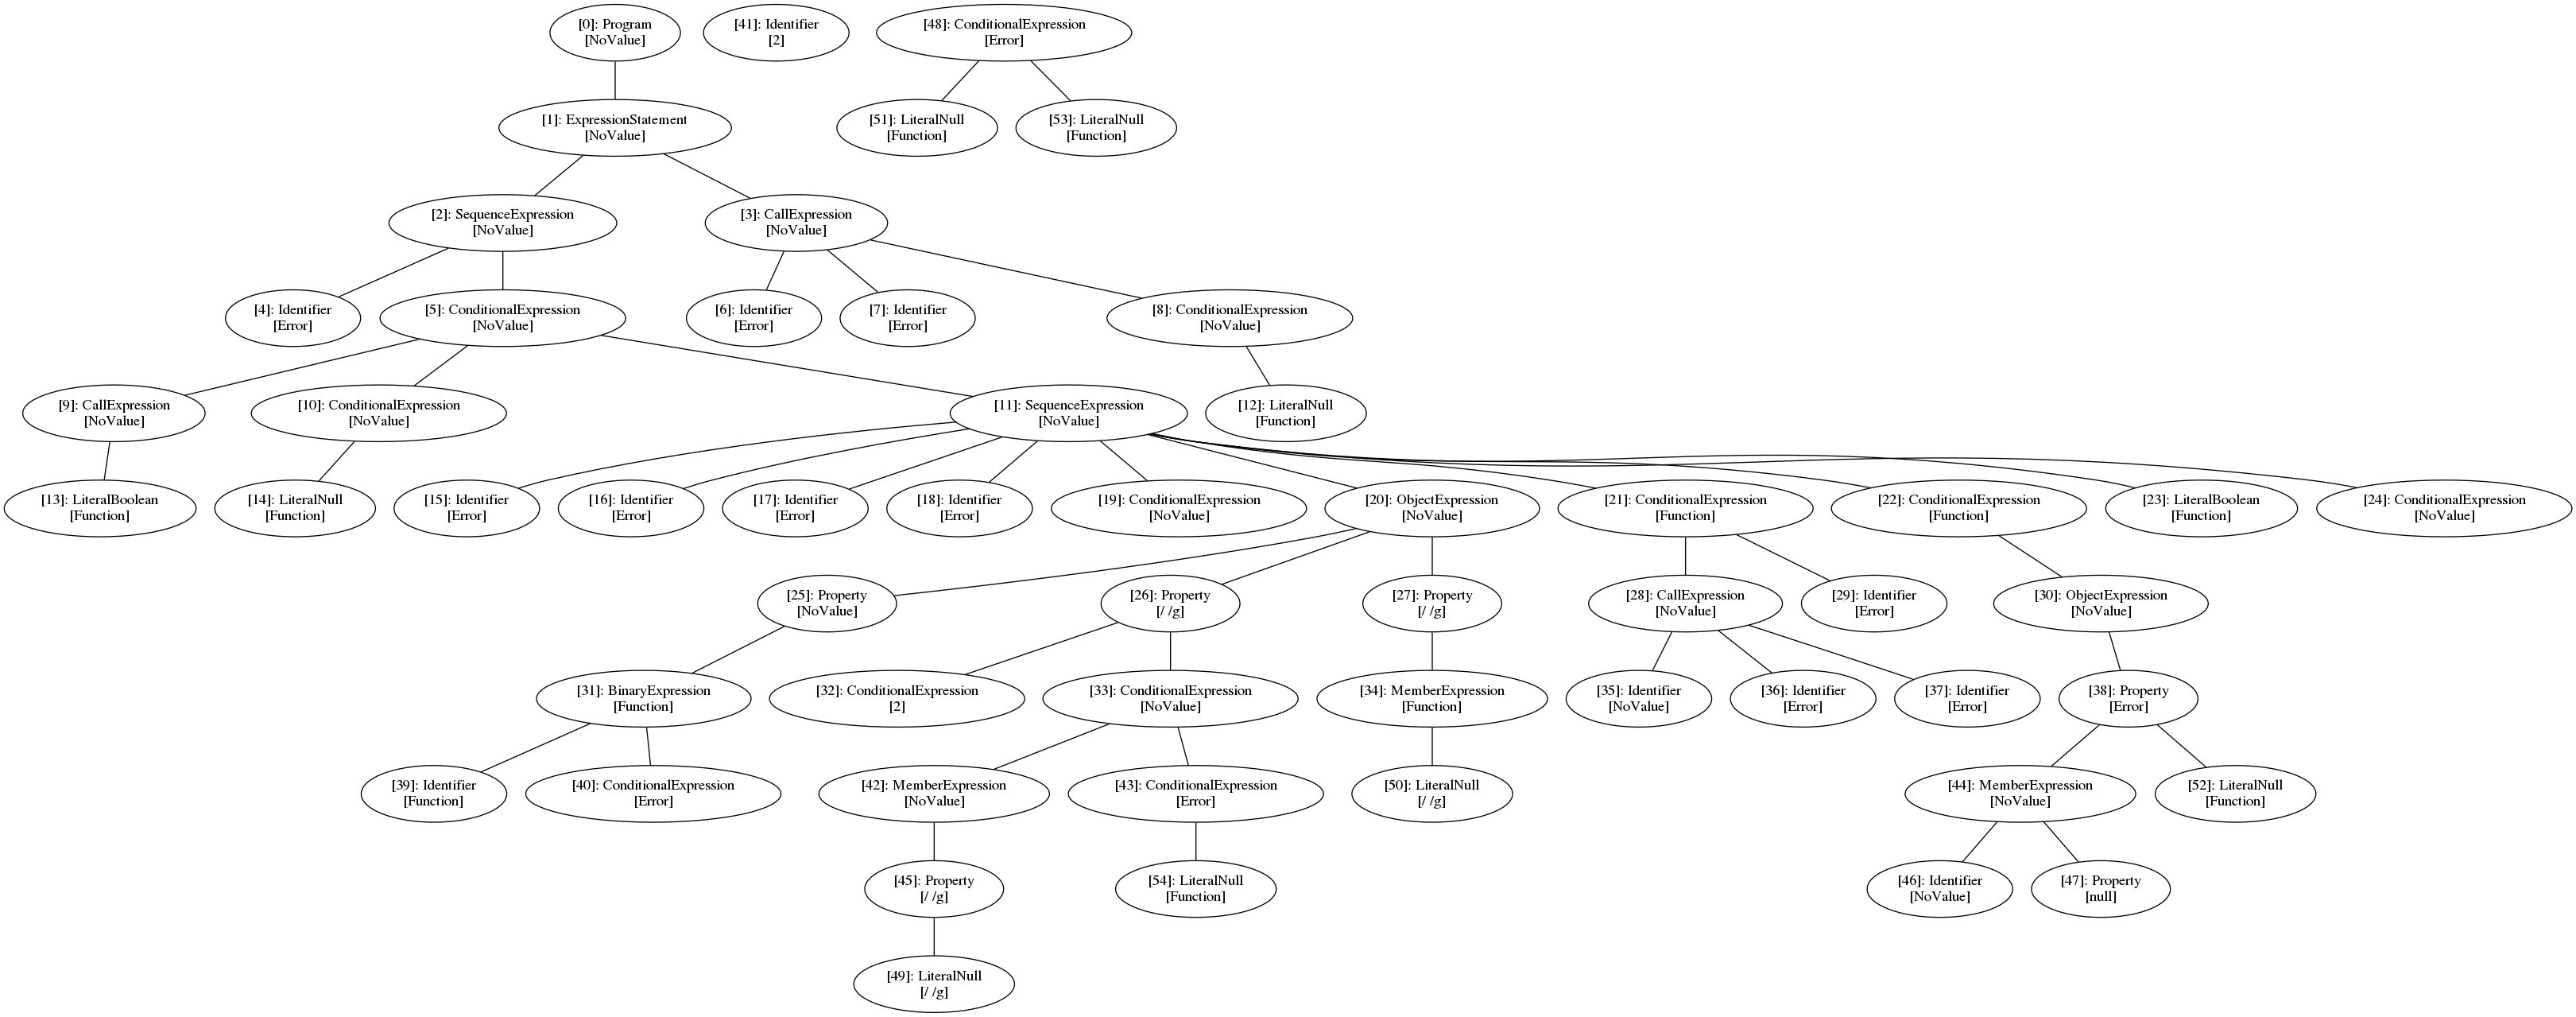 [0]: Program
[NoValue]
[41]: Identifier
[2]
[48]: ConditionalExpression
[Error]
[1]: ExpressionStatement
[NoValue]
[51]: LiteralNull
[Function]
[53]: LiteralNull
[Function]
[2]: SequenceExpression
[NoValue]
[3]: CallExpression
[NoValue]
[4]: Identifier
[Error]
[5]: ConditionalExpression
[NoValue]
[6]: Identifier
[Error]
[7]: Identifier
[Error]
[8]: ConditionalExpression
[NoValue]
[9]: CallExpression
[NoValue]
[10]: ConditionalExpression
[NoValue]
[11]: SequenceExpression
[NoValue]
[12]: LiteralNull
[Function]
[13]: LiteralBoolean
[Function]
[14]: LiteralNull
[Function]
[15]: Identifier
[Error]
[16]: Identifier
[Error]
[17]: Identifier
[Error]
[18]: Identifier
[Error]
[19]: ConditionalExpression
[NoValue]
[20]: ObjectExpression
[NoValue]
[21]: ConditionalExpression
[Function]
[22]: ConditionalExpression
[Function]
[23]: LiteralBoolean
[Function]
[24]: ConditionalExpression
[NoValue]
[25]: Property
[NoValue]
[26]: Property
[/ /g]
[27]: Property
[/ /g]
[28]: CallExpression
[NoValue]
[29]: Identifier
[Error]
[30]: ObjectExpression
[NoValue]
[31]: BinaryExpression
[Function]
[32]: ConditionalExpression
[2]
[33]: ConditionalExpression
[NoValue]
[34]: MemberExpression
[Function]
[35]: Identifier
[NoValue]
[36]: Identifier
[Error]
[37]: Identifier
[Error]
[38]: Property
[Error]
[39]: Identifier
[Function]
[40]: ConditionalExpression
[Error]
[42]: MemberExpression
[NoValue]
[43]: ConditionalExpression
[Error]
[50]: LiteralNull
[/ /g]
[44]: MemberExpression
[NoValue]
[52]: LiteralNull
[Function]
[45]: Property
[/ /g]
[54]: LiteralNull
[Function]
[46]: Identifier
[NoValue]
[47]: Property
[null]
[49]: LiteralNull
[/ /g]